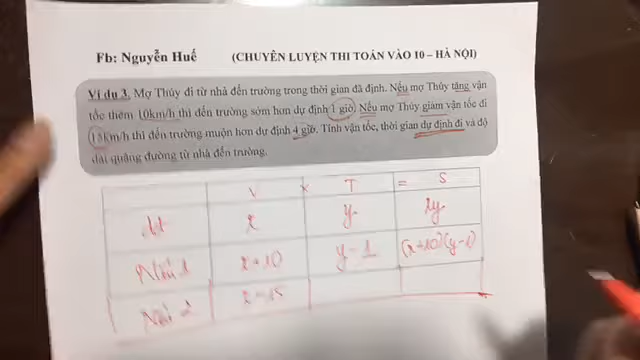 Fb: Nguyễn Huế (CHUYÊN LUYỆN THI TOÁN VÀO 10 – HÀ NỘI)
Ví dụ 3. Mợ Thúy đi từ nhà đến trường trong thời gian đã định. Nếu mợ Thúy tăng vận
tốc thêm 10km/h thì đến trường sớm hơn dự định 1 giờ. Nếu mợ Thúy giảm vận tốc đi
15km/h thì đến trường muộn hơn dự định 4 giờ. Tính vận tốc, thời gian dự định đi và độ
dài quãng đường từ nhà đến trường.
V x T = S
x y xy
Nếu 1 x+10 y-1 (x+10)(y-1)
Nếu 2 x-15